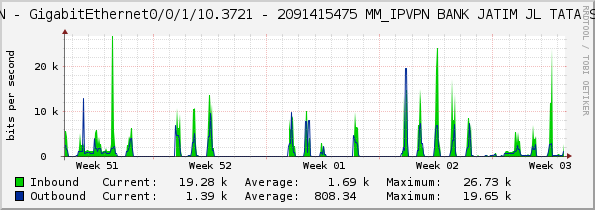 N - GigabitEthernet0/0/1/10.3721 - 2091415475 MM_IPVPN BANK JATIM JL TATA S
RRDTOOL / TOBI OETIKER
bits per second
20 k
10 k
0
Week 51 Week 52 Week 01 Week 02 Week 03
Inbound Current: 19.28 k Average: 1.69 k Maximum: 26.73 k
Outbound Current: 1.39 k Average: 808.34 Maximum: 19.65 k